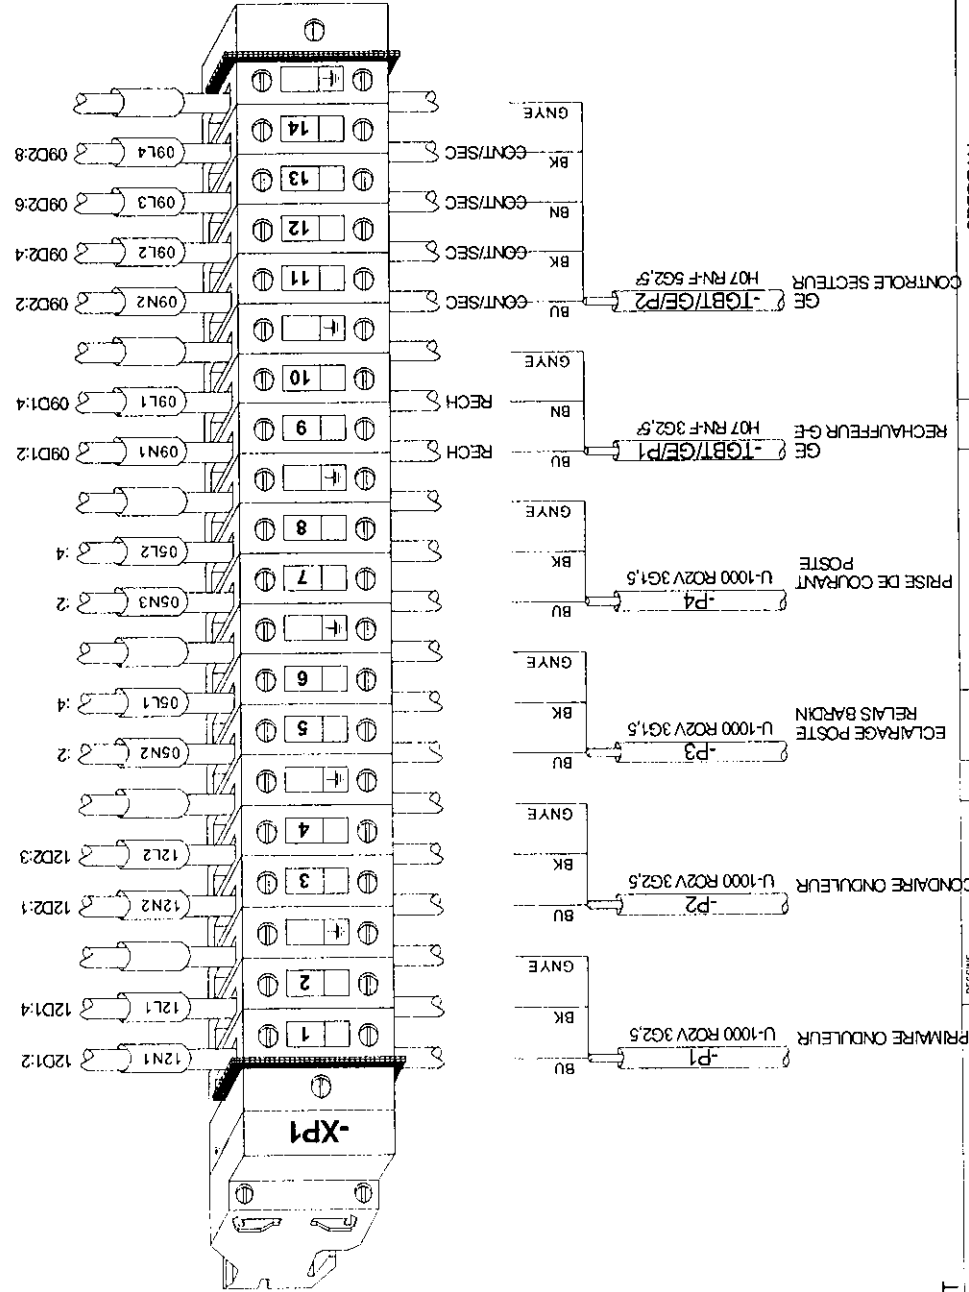 -XP1
12D1:2 12N1 1 BU -P1 U-1000 RO2V 3G2,5 PRIMAIRE ONDULEUR
12D1:4 12L1 2 BK
GNYE
12D2:1 12N2 3 BU -P2 U-1000 RO2V 3G2,5 CONDAIRE ONDULEUR
12D2:3 12L2 4 BK
GNYE
:2 05N2 5 BU -P3 U-1000 RO2V 3G1,5 ECLAIRAGE POSTE
RELAIS BARDIN
:4 05L1 6 BK
GNYE
:2 05N3 7 BU -P4 U-1000 RO2V 3G1,5 PRISE DE COURANT
POSTE
:4 05L2 8 BK
GNYE
09D1:2 09N1 9 RECH BU -TGBT/GE/P1 H07 RN-F 3G2,5² GE
RECHAUFFEUR G-E
09D1:4 09L1 10 RECH BN
GNYE
09D2:2 09N2 11 CONT/SEC BU -TGBT/GE/P2 H07 RN-F 5G2,5² GE
CONTROLE SECTEUR
09D2:4 09L2 12 CONT/SEC BK
09D2:6 09L3 13 CONT/SEC BN
09D2:8 09L4 14 CONT/SEC BK
GNYE